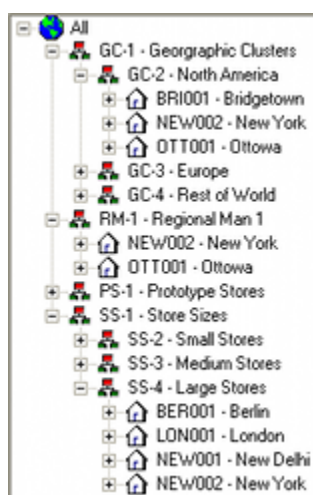 All
GC-1 - Georgraphic Clusters
GC-2 - North America
BRI001 - Bridgetown
NEW002 - New York
OTT001 - Ottowa
GC-3 - Europe
GC-4 - Rest of World
RM-1 - Regional Man 1
NEW002 - New York
OTT001 - Ottowa
PS-1 - Prototype Stores
SS-1 - Store Sizes
SS-2 - Small Stores
SS-3 - Medium Stores
SS-4 - Large Stores
BER001 - Berlin
LON001 - London
NEW001 - New Delhi
NEW002 - New York